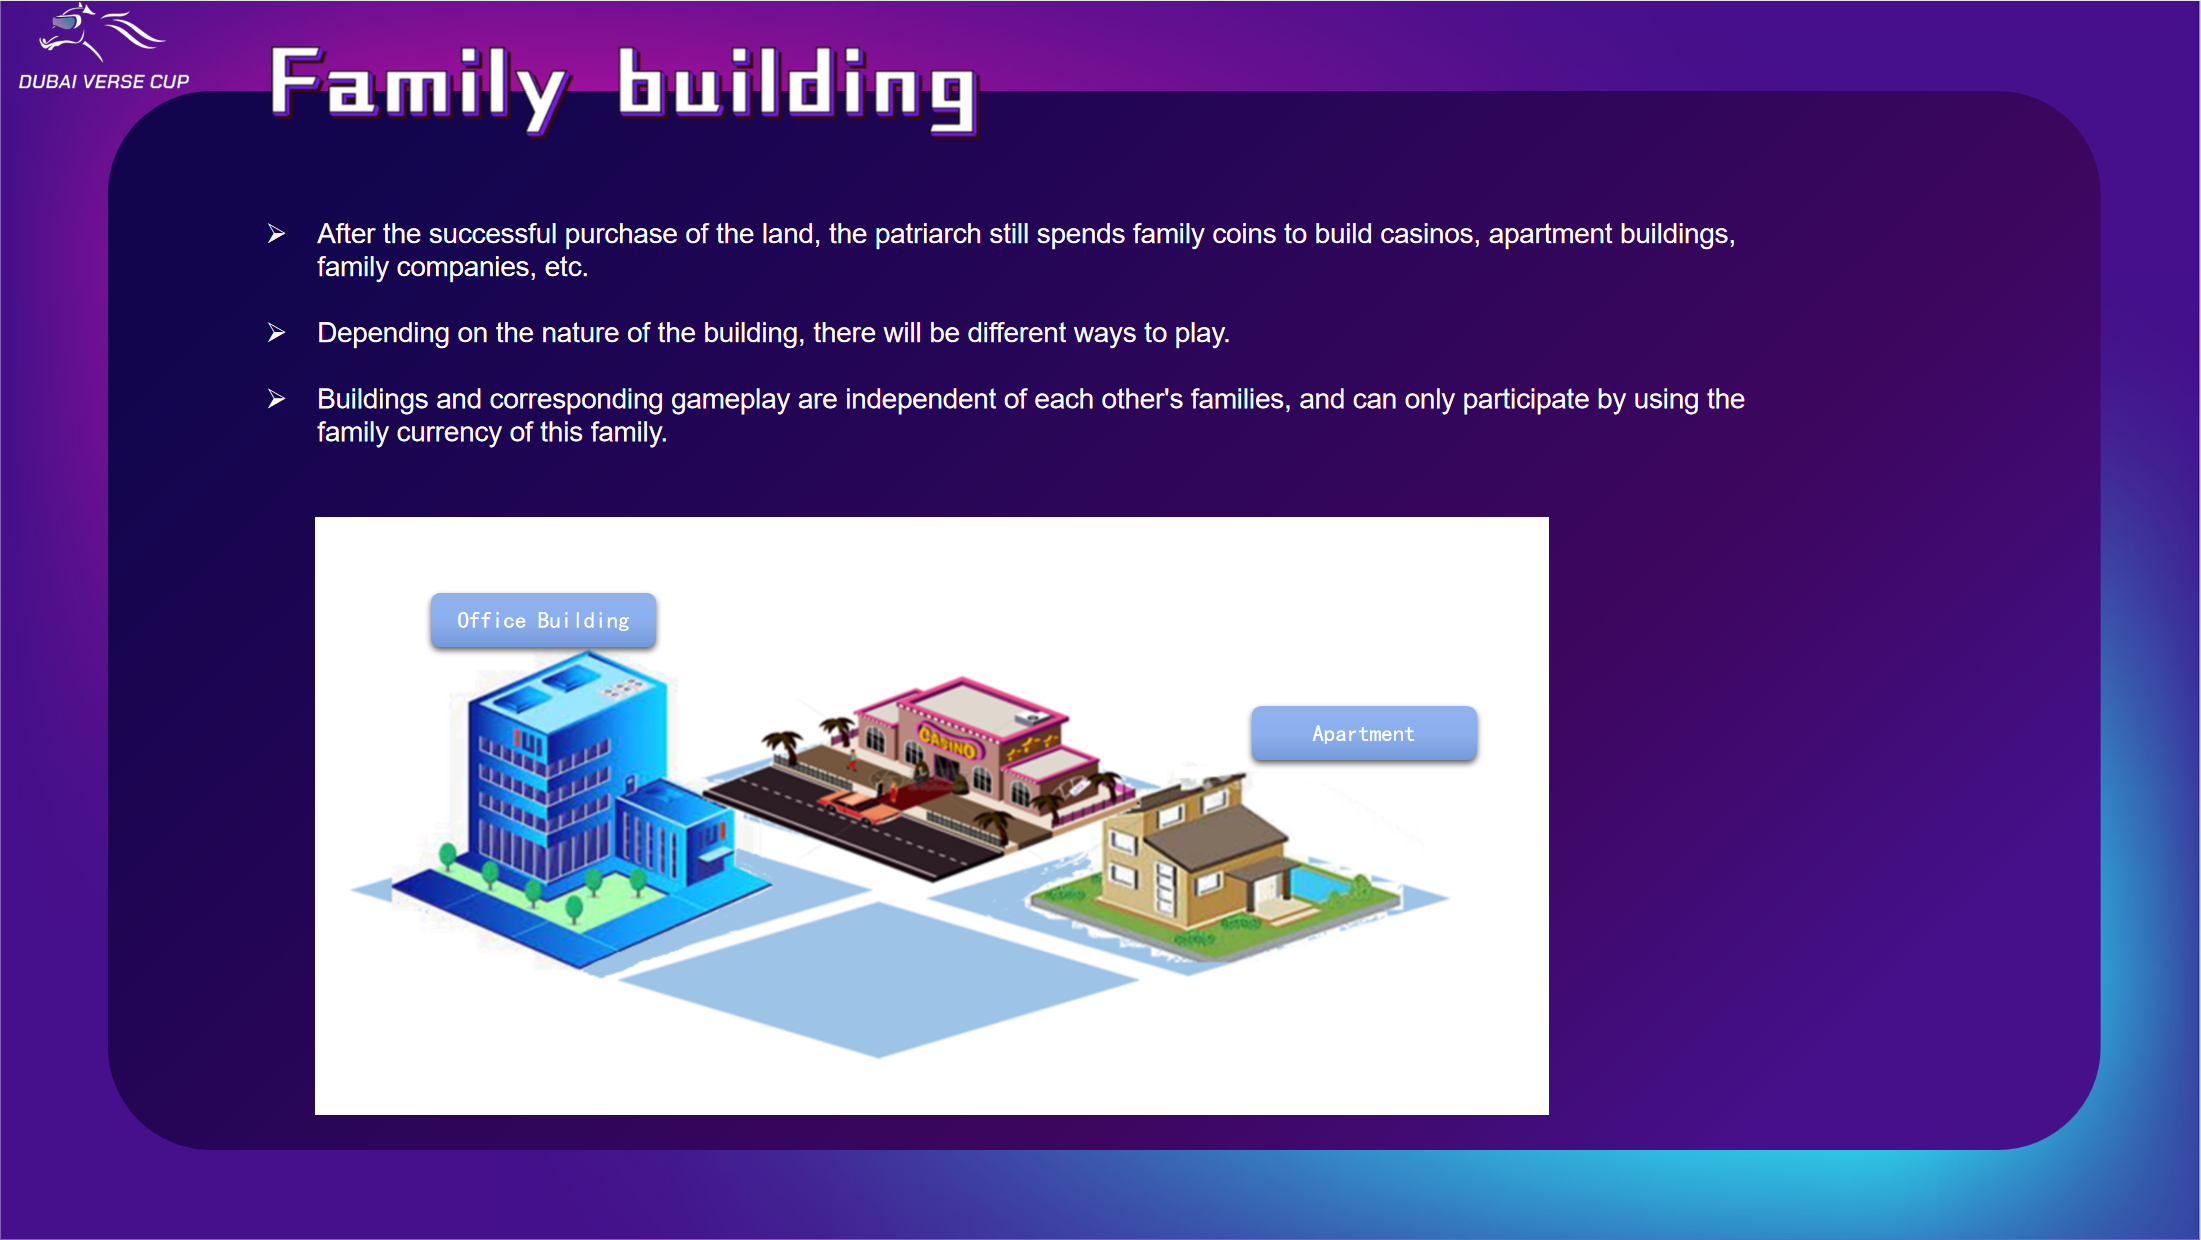 DUBAI VERSE CUP
Family building
After the successful purchase of the land, the patriarch still spends family coins to build casinos, apartment buildings,
family companies, etc.
Depending on the nature of the building, there will be different ways to play.
Buildings and corresponding gameplay are independent of each other's families, and can only participate by using the
family currency of this family.
Office Building
CASINO
Apartment